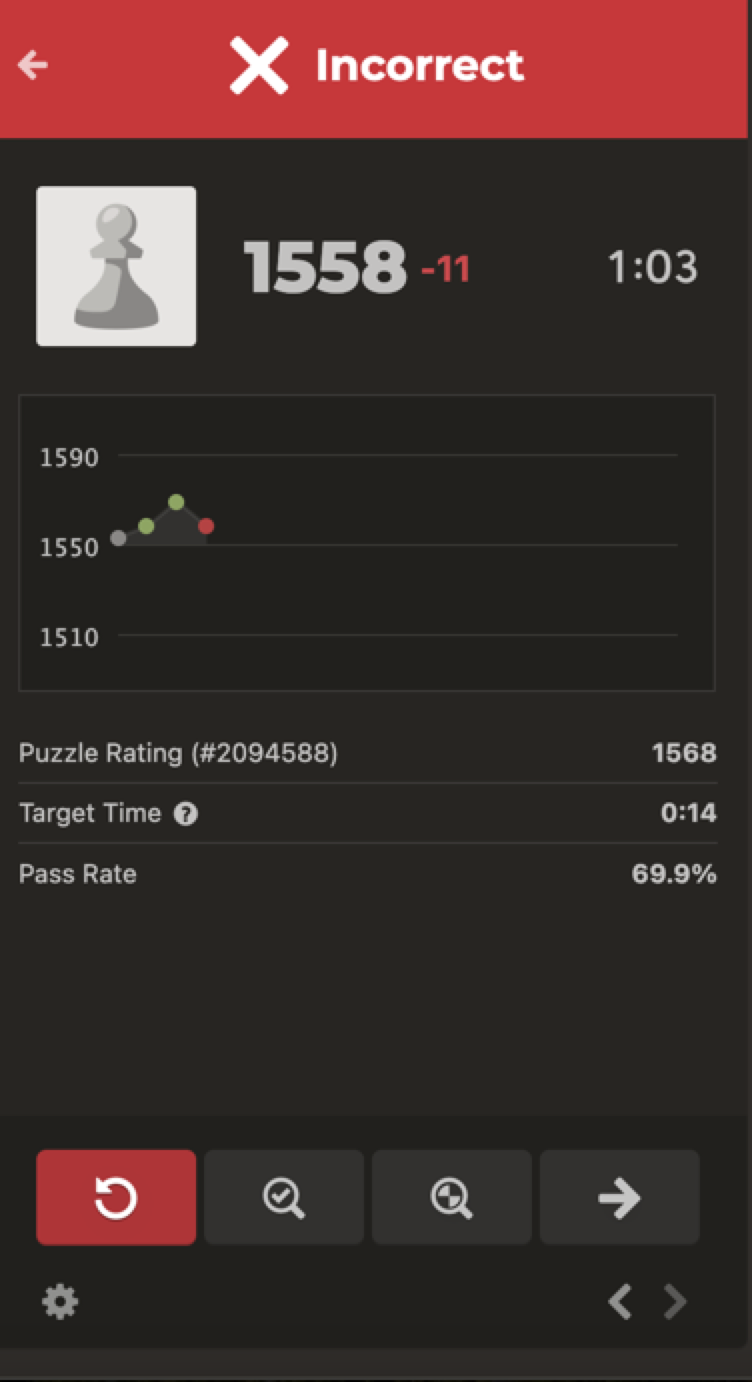 Incorrect
1558 -11 1:03
1590
1550
1510
Puzzle Rating (#2094588) 1568
Target Time ? 0:14
Pass Rate 69.9%